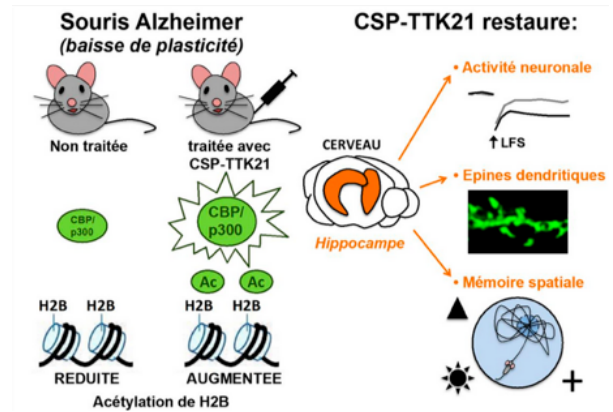 Souris Alzheimer
(baisse de plasticité)
Non traitée
traitée avec
CSP-TTK21
CBP/
p300
CBP/
p300
Ac
Ac
H2B
H2B
H2B
H2B
REDUITE
AUGMENTEE
Acétylation de H2B
CSP-TTK21 restaure:
• Activité neuronale
↑ LFS
CERVEAU
Hippocampe
• Epines dendritiques
• Mémoire spatiale